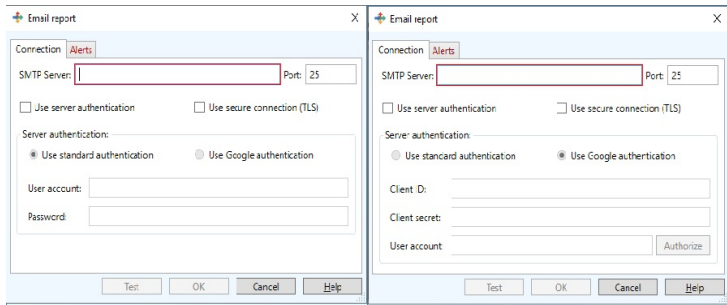 Email report X
Connection Alerts
SMTP Server: Port: 25
Use server authentication Use secure connection (TLS)
Server authentication:
Use standard authentication Use Google authentication
User account:
Password:
Test OK Cancel Help
Email report X
Connection Alerts
SMTP Server: Port: 25
Use server authentication Use secure connection (TLS)
Server authentication:
Use standard authentication Use Google authentication
Client ID:
Client secret:
User account Authorize
Test OK Cancel Help